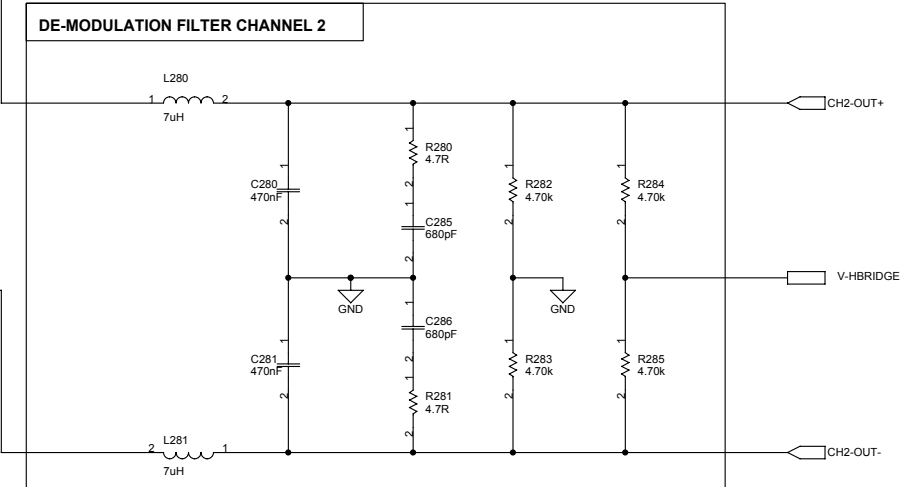 DE-MODULATION FILTER CHANNEL 2
L280
1 2
7uH
CH2-OUT+
1
R280
4.7R
2
1
C280
470nF
2
1
C285
680pF
2
1
R282
4.70k
2
1
R284
4.70k
2
V-HBRIDGE
GND
GND
1
C286
680pF
2
1
C281
470nF
2
1
R281
4.7R
2
1
R283
4.70k
2
1
R285
4.70k
2
L281
2 1
7uH
CH2-OUT-